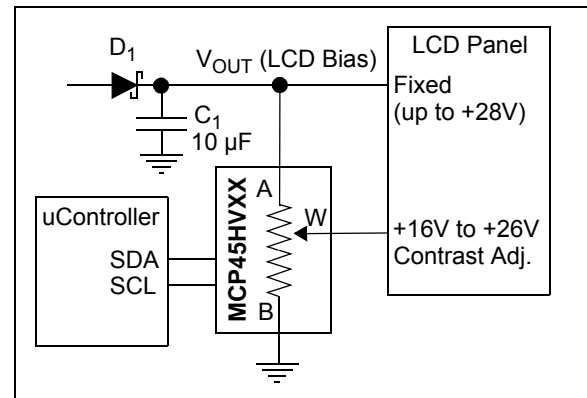 D1
VOUT (LCD Bias)
C1
10 µF
LCD Panel
Fixed
(up to +28V)
+16V to +26V
Contrast Adj.
uController
SDA
SCL
MCP45HVXX
A
W
B